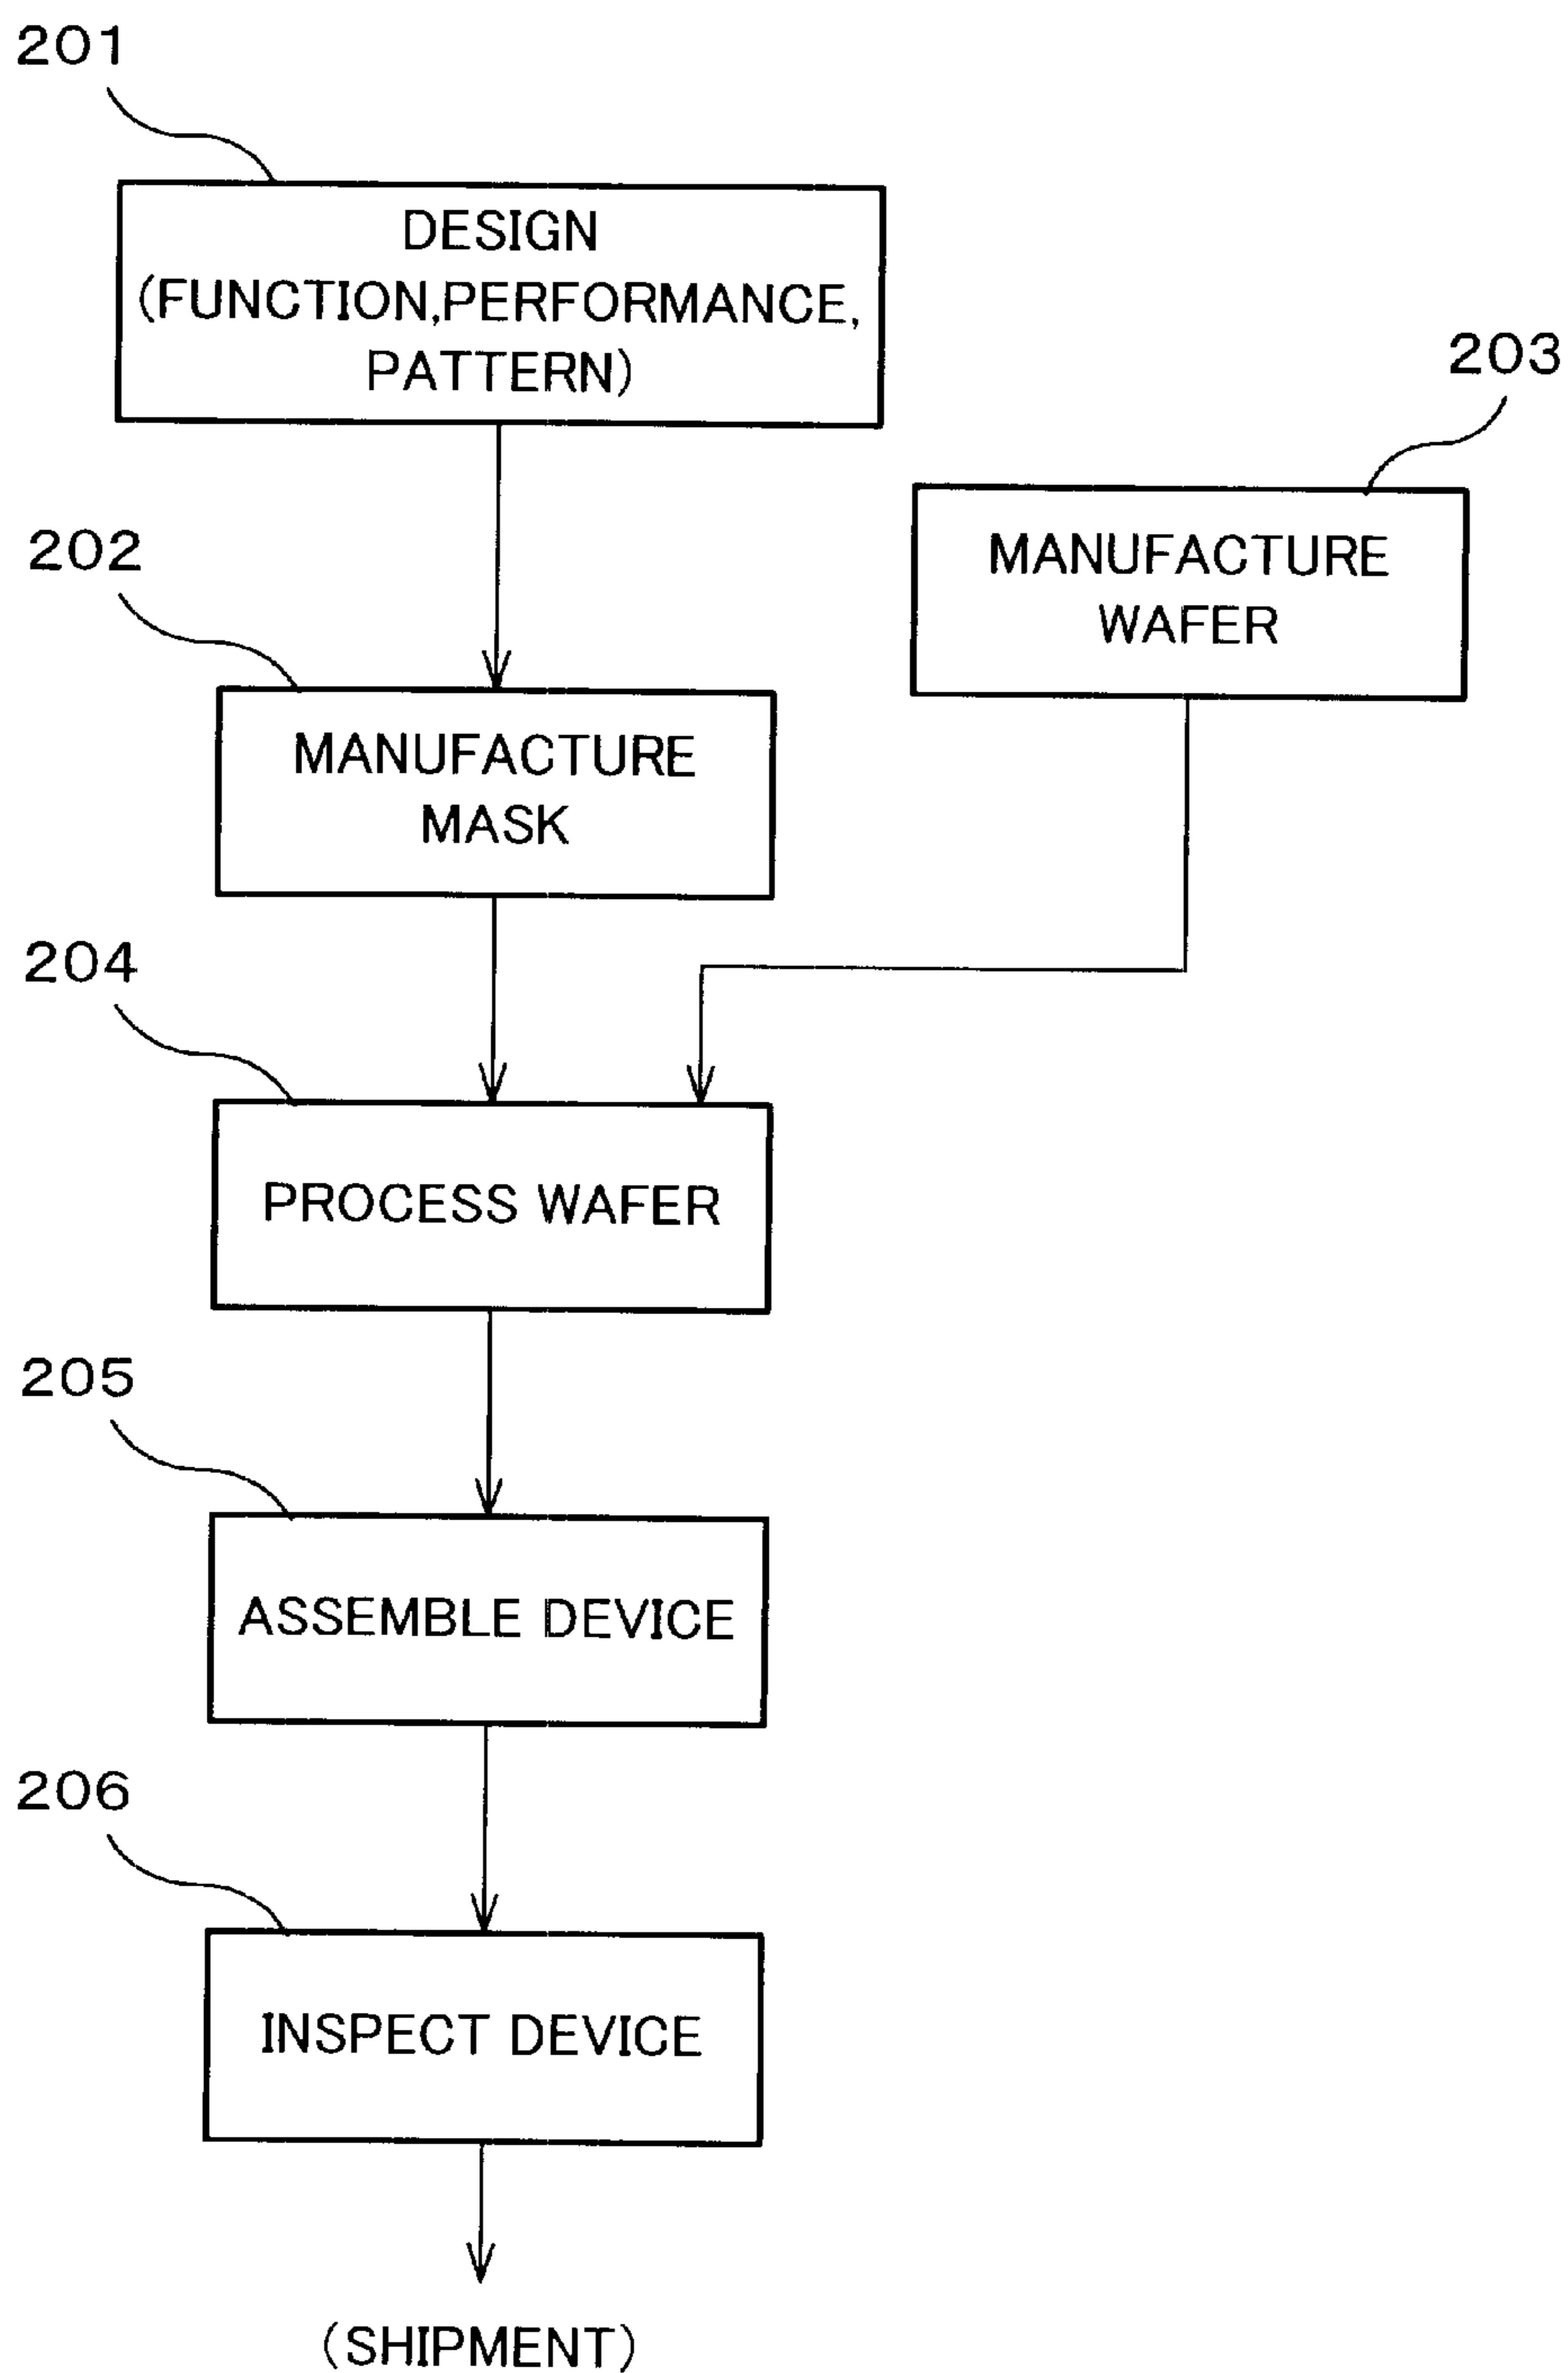 201
DESIGN
(FUNCTION,PERFORMANCE,
PATTERN)
203
MANUFACTURE
WAFER
202
MANUFACTURE
MASK
204
PROCESS WAFER
205
ASSEMBLE DEVICE
206
INSPECT DEVICE
(SHIPMENT)